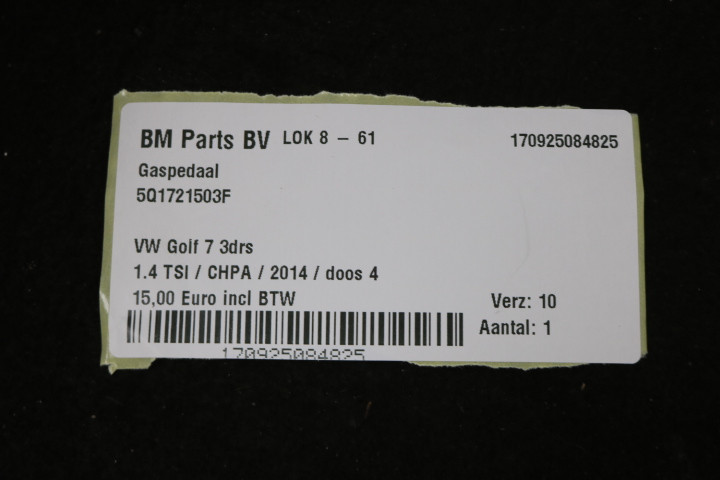 BM Parts BV LOK 8 - 61 170925084825
Gaspedaal
5Q1721503F
VW Golf 7 3drs
1.4 TSI / CHPA / 2014 / doos 4
15,00 Euro incl BTW Verz: 10
Aantal: 1
170925084825